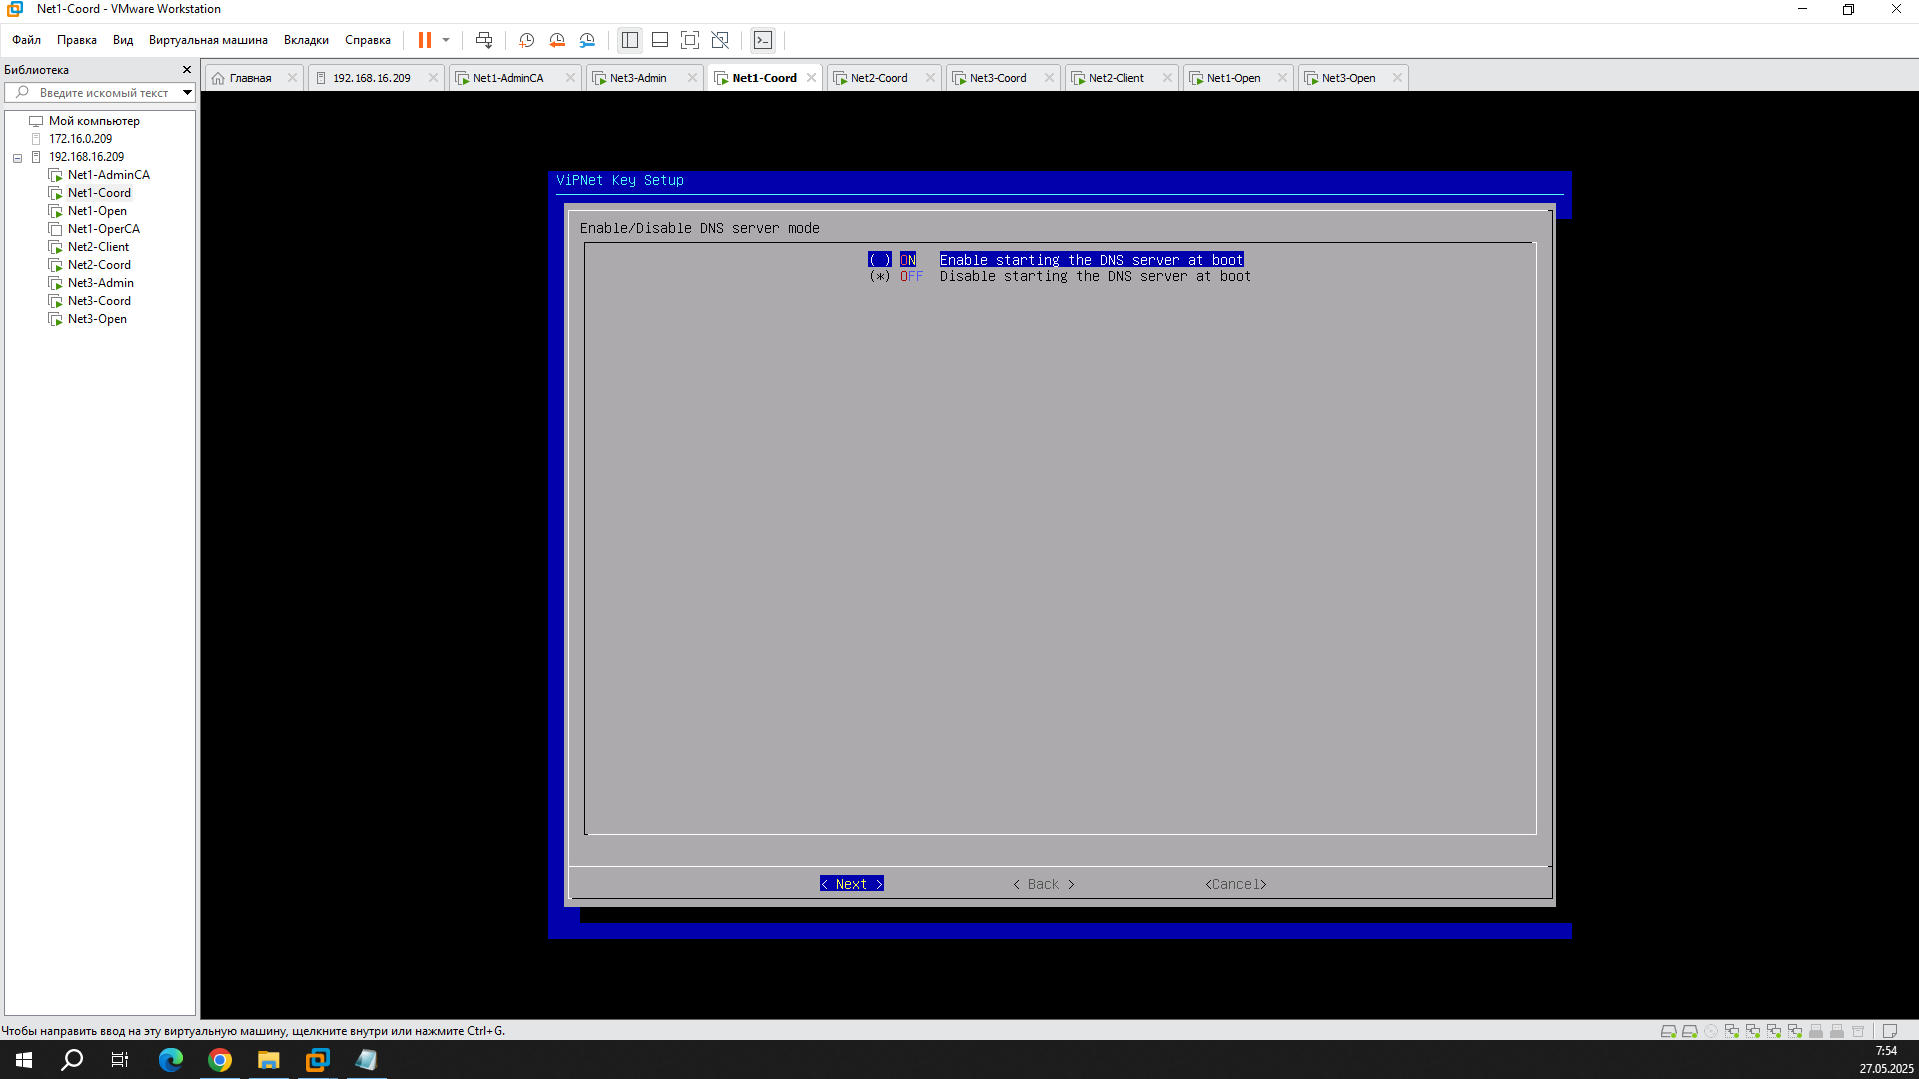 Net1-Coord - VMware Workstation
Файл Правка Вид Виртуальная машина Вкладки Справка
Библиотека
Введите искомый текст
Мой компьютер
172.16.0.209
192.168.16.209
Net1-AdminCA
Net1-Coord
Net1-Open
Net1-OperCA
Net2-Client
Net2-Coord
Net3-Admin
Net3-Coord
Net3-Open
Главная 192.168.16.209 Net1-AdminCA Net3-Admin Net1-Coord Net2-Coord Net3-Coord Net2-Client Net1-Open Net3-Open
ViPNet Key Setup
Enable/Disable DNS server mode
( ) ON Enable starting the DNS server at boot
(*) OFF Disable starting the DNS server at boot
< Next > < Back > <Cancel>
Чтобы направить ввод на эту виртуальную машину, щелкните внутри или нажмите Ctrl+G.
7:54
27.05.2025